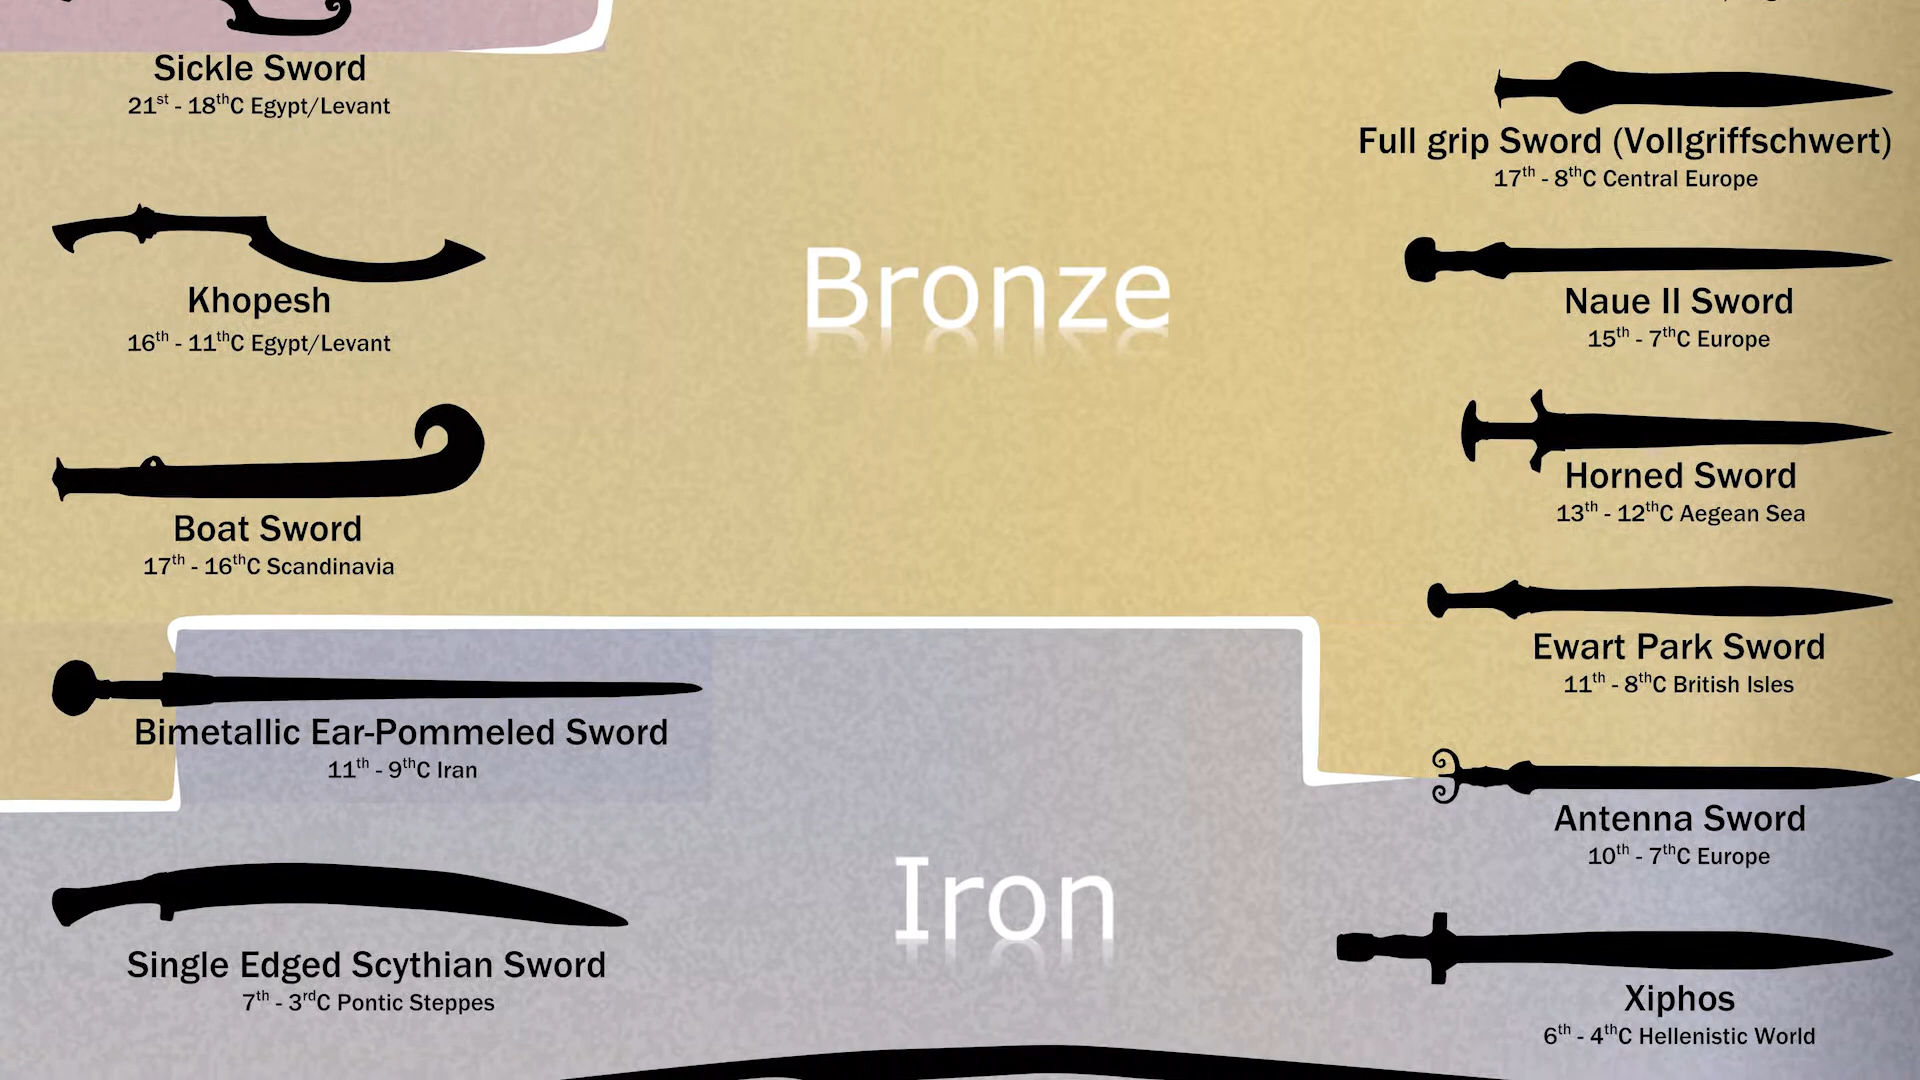 Sickle Sword
21st - 18thC Egypt/Levant
Khopesh
16th - 11thC Egypt/Levant
Boat Sword
17th - 16thC Scandinavia
Bimetallic Ear-Pommeled Sword
11th - 9thC Iran
Single Edged Scythian Sword
7th - 3rdC Pontic Steppes
Bronze
Iron
Full grip Sword (Vollgriffschwert)
17th - 8thC Central Europe
Naue II Sword
15th - 7thC Europe
Horned Sword
13th - 12thC Aegean Sea
Ewart Park Sword
11th - 8thC British Isles
Antenna Sword
10th - 7thC Europe
Xiphos
6th - 4thC Hellenistic World